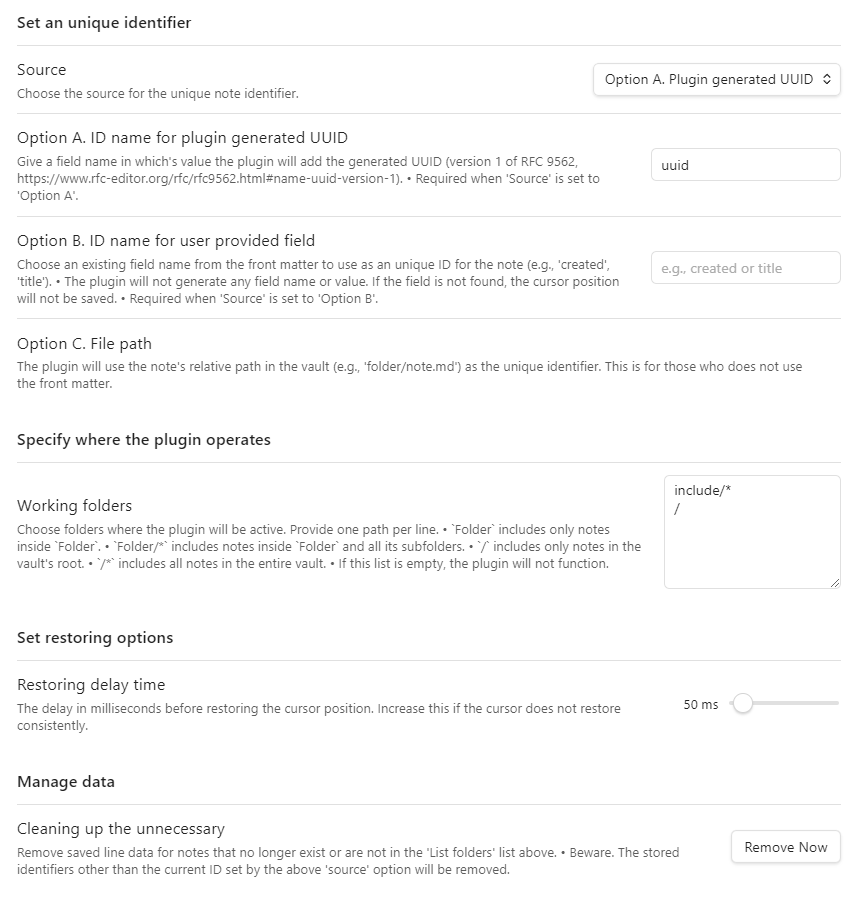 Set an unique identifier
Source
Choose the source for the unique note identifier.
Option A. Plugin generated UUID
Option A. ID name for plugin generated UUID
Give a field name in which's value the plugin will add the generated UUID (version 1 of RFC 9562,
https://www.rfc-editor.org/rfc/rfc9562.html#name-uuid-version-1). • Required when 'Source' is set to
'Option A'.
uuid
Option B. ID name for user provided field
Choose an existing field name from the front matter to use as an unique ID for the note (e.g., 'created',
'title'). • The plugin will not generate any field name or value. If the field is not found, the cursor position
will not be saved. • Required when 'Source' is set to 'Option B'.
e.g., created or title
Option C. File path
The plugin will use the note's relative path in the vault (e.g., 'folder/note.md') as the unique identifier. This is for those who does not use
the front matter.
Specify where the plugin operates
Working folders
Choose folders where the plugin will be active. Provide one path per line. • `Folder` includes only notes
inside `Folder`. • `Folder/*` includes notes inside `Folder` and all its subfolders. • `/` includes only notes in the
vault's root. • `/*` includes all notes in the entire vault. • If this list is empty, the plugin will not function.
include/*
/
Set restoring options
Restoring delay time
The delay in milliseconds before restoring the cursor position. Increase this if the cursor does not restore
consistently.
50 ms
Manage data
Cleaning up the unnecessary
Remove saved line data for notes that no longer exist or are not in the 'List folders' list above. • Beware. The stored
identifiers other than the current ID set by the above 'source' option will be removed.
Remove Now